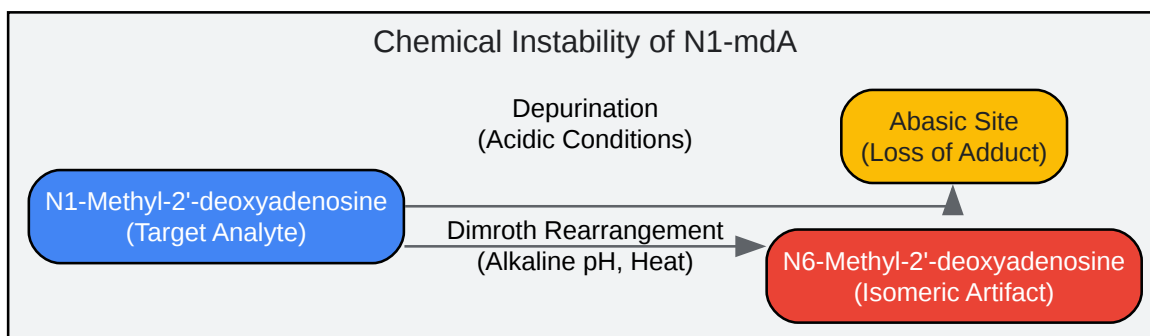 Chemical Instability of N1-mdA
Depurination
(Acidic Conditions)
Abasic Site
(Loss of Adduct)
N1-Methyl-2'-deoxyadenosine
(Target Analyte)
Dimroth Rearrangement
(Alkaline pH, Heat)
N6-Methyl-2'-deoxyadenosine
(Isomeric Artifact)